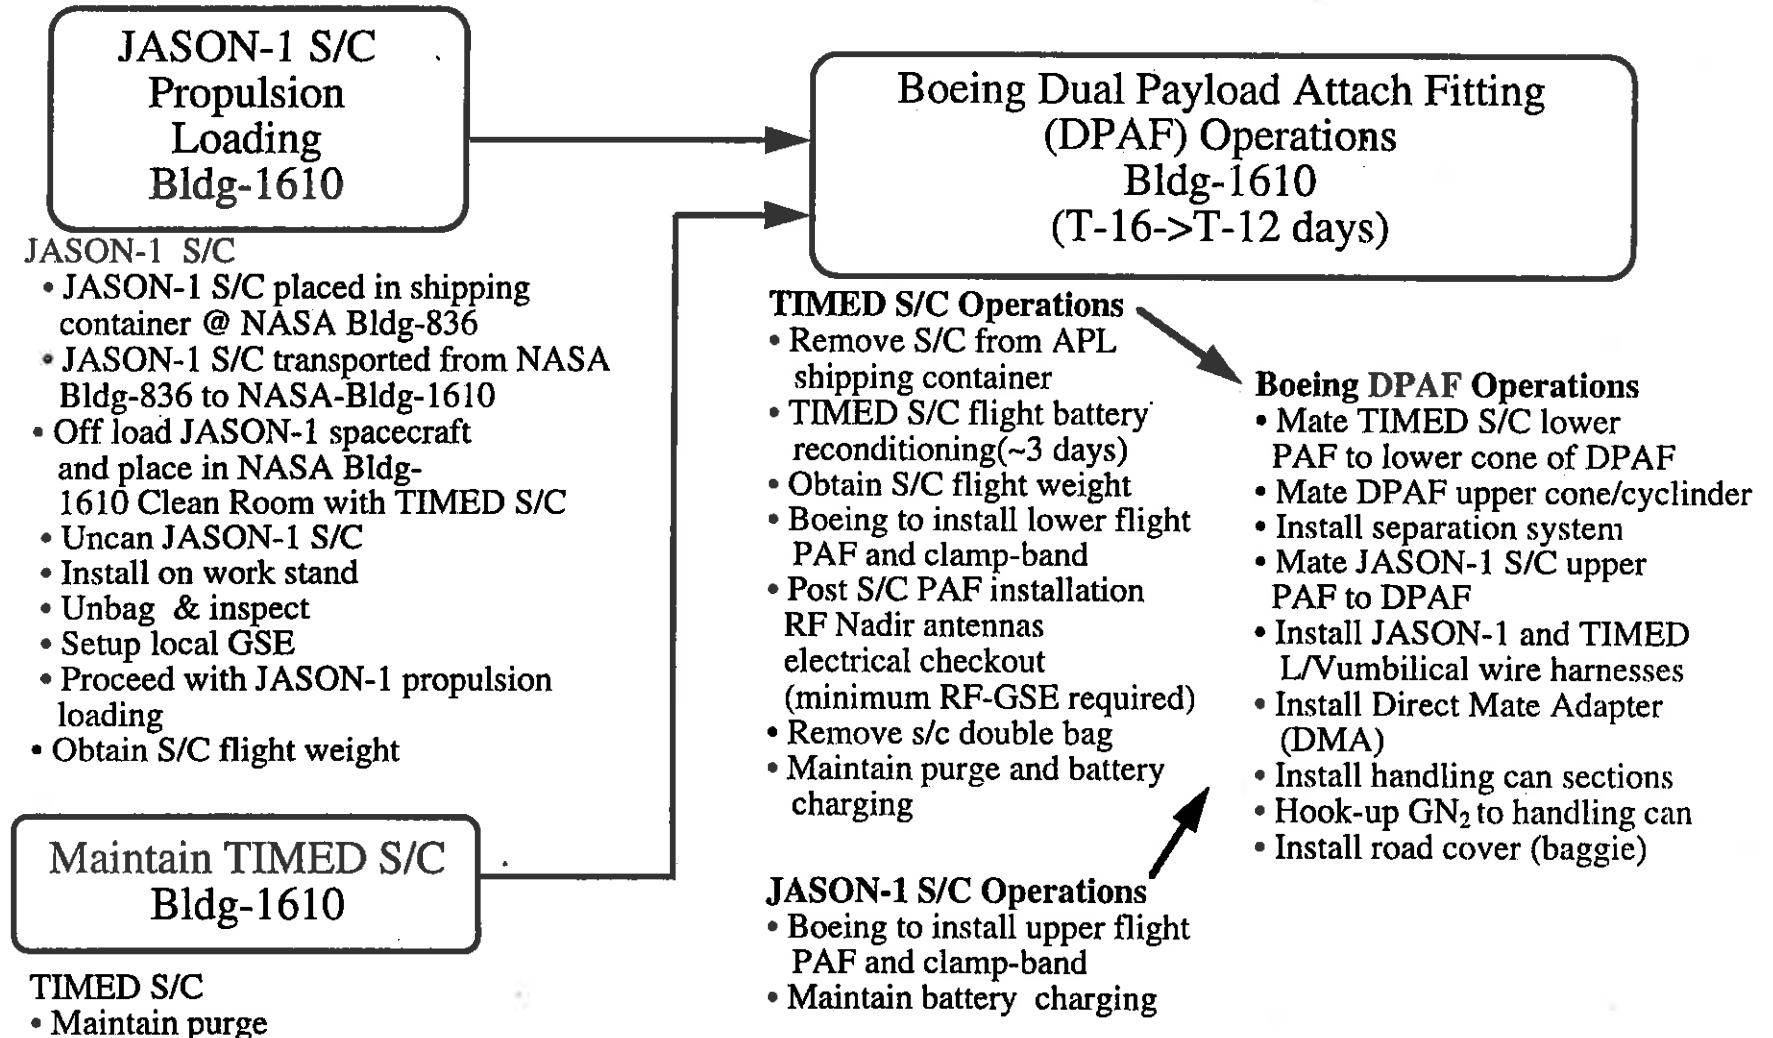 JASON-1 S/C
Propulsion
Loading
Bldg-1610
JASON-1 S/C
• JASON-1 S/C placed in shipping
container @ NASA Bldg-836
• JASON-1 S/C transported from NASA
Bldg-836 to NASA-Bldg-1610
• Off load JASON-1 spacecraft
and place in NASA Bldg-
1610 Clean Room with TIMED S/C
• Uncan JASON-1 S/C
• Install on work stand
• Unbag & inspect
• Setup local GSE
• Proceed with JASON-1 propulsion
loading
• Obtain S/C flight weight
Maintain TIMED S/C
Bldg-1610
TIMED S/C
• Maintain purge
Boeing Dual Payload Attach Fitting
(DPAF) Operations
Bldg-1610
(T-16->T-12 days)
TIMED S/C Operations
• Remove S/C from APL
shipping container
• TIMED S/C flight battery
reconditioning(~3 days)
• Obtain S/C flight weight
• Boeing to install lower flight
PAF and clamp-band
• Post S/C PAF installation
RF Nadir antennas
electrical checkout
(minimum RF-GSE required)
• Remove s/c double bag
• Maintain purge and battery
charging
JASON-1 S/C Operations
• Boeing to install upper flight
PAF and clamp-band
• Maintain battery charging
Boeing DPAF Operations
• Mate TIMED S/C lower
PAF to lower cone of DPAF
• Mate DPAF upper cone/cyclinder
• Install separation system
• Mate JASON-1 S/C upper
PAF to DPAF
• Install JASON-1 and TIMED
L/Vumbilical wire harnesses
• Install Direct Mate Adapter
(DMA)
• Install handling can sections
• Hook-up GN₂ to handling can
• Install road cover (baggie)